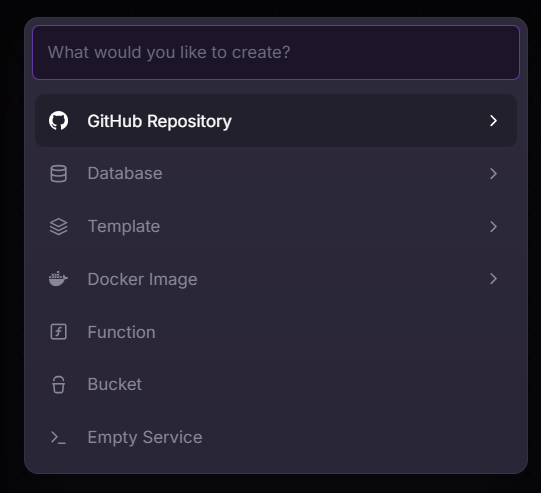 What would you like to create?
GitHub Repository
Database
Template
Docker Image
Function
Bucket
Empty Service